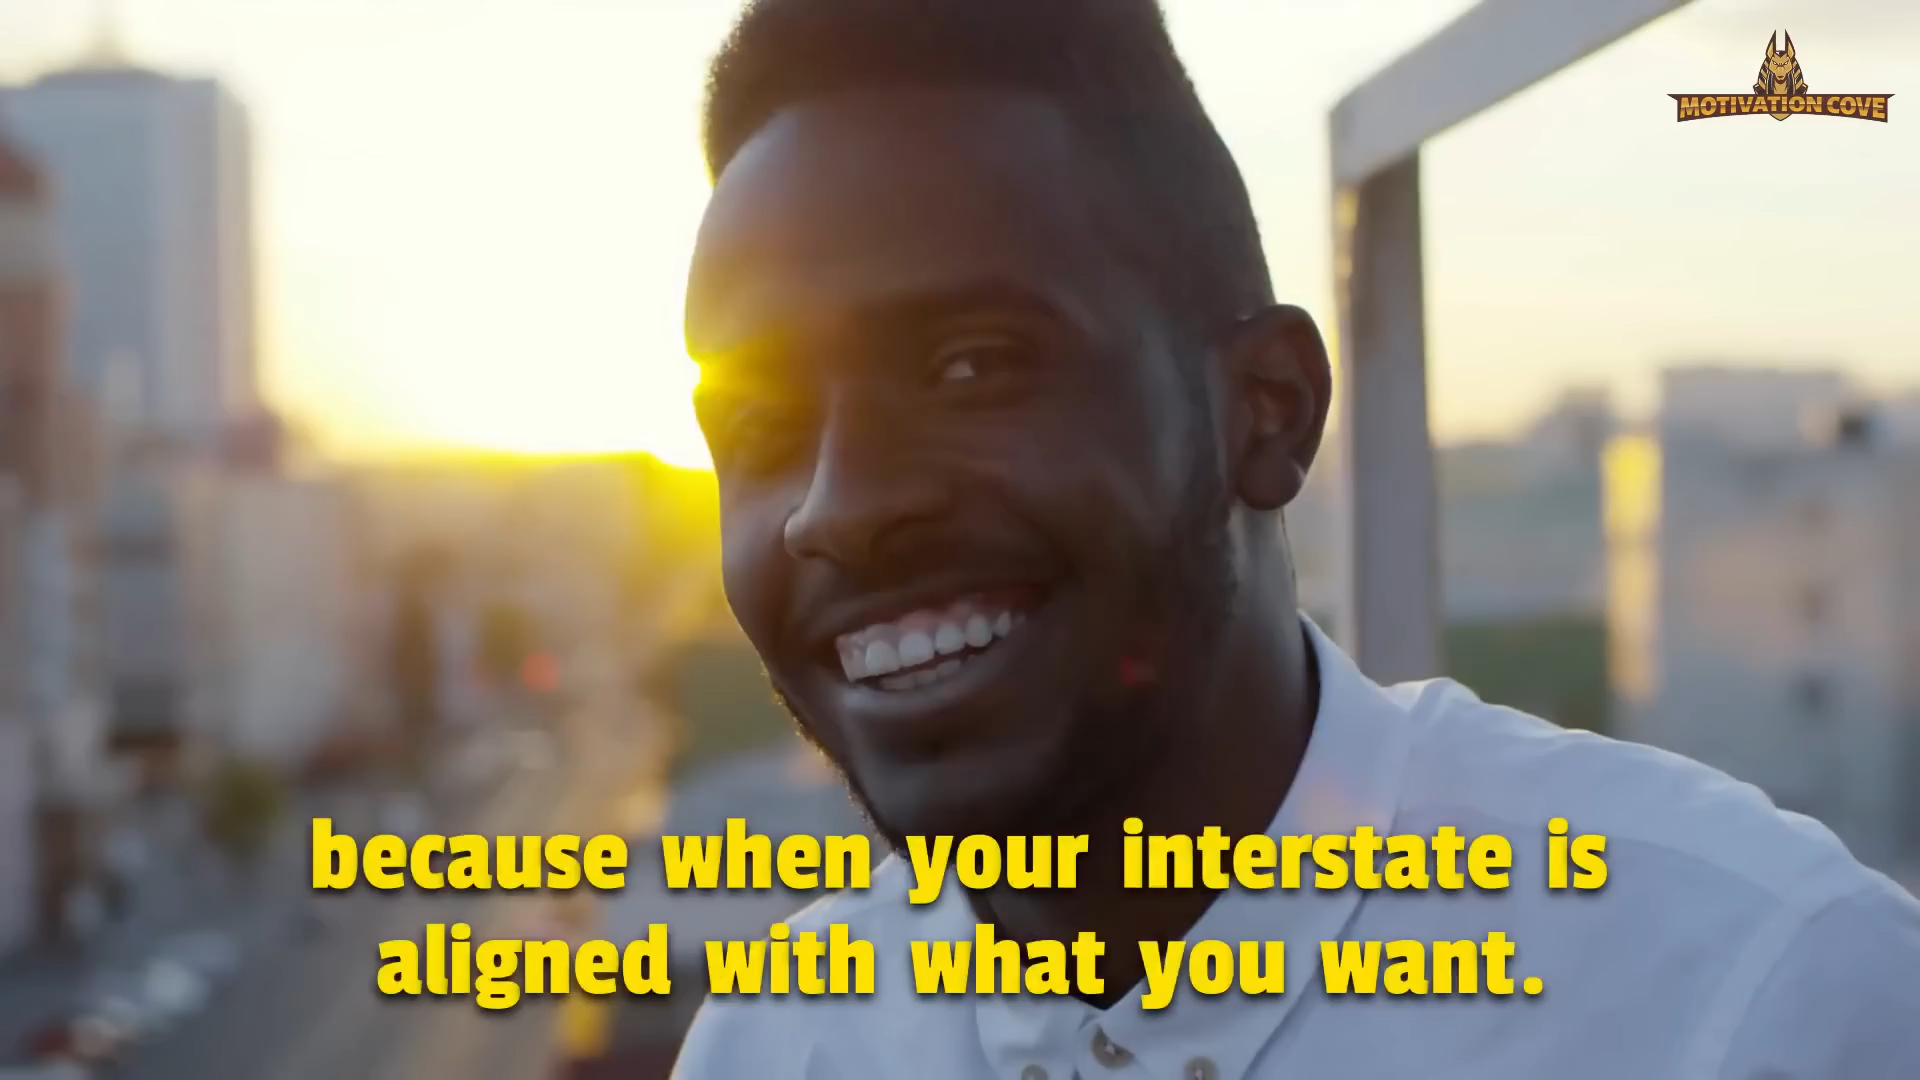 MOTIVATION COVE
because when your interstate is
aligned with what you want.